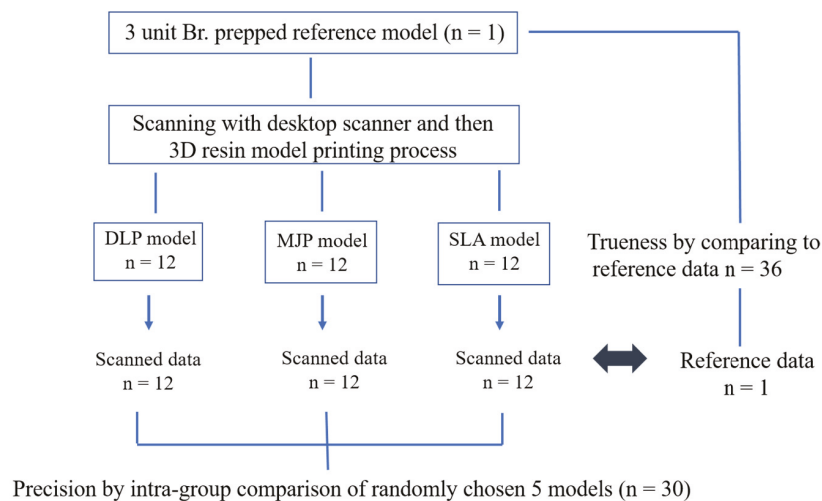 3 unit Br. prepped reference model (n = 1)
Scanning with desktop scanner and then
3D resin model printing process
DLP model
n = 12
MJP model
n = 12
SLA model
n = 12
Trueness by comparing to
reference data n = 36
Scanned data
n = 12
Scanned data
n = 12
Scanned data
n = 12
Reference data
n = 1
Precision by intra-group comparison of randomly chosen 5 models (n = 30)